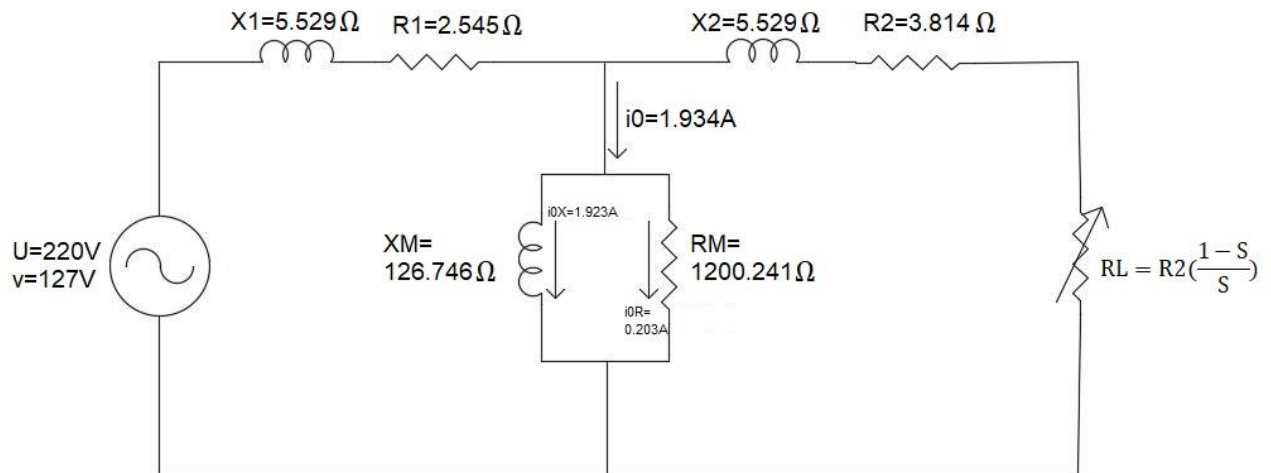 X1=5.529Ω
R1=2.545Ω
X2=5.529Ω
R2=3.814Ω
i0=1.934A
i0X=1.923A
U=220V
v=127V
XM=
126.746Ω
RM=
1200.241Ω
i0R=
0.203A
RL = R2(1−S/S)